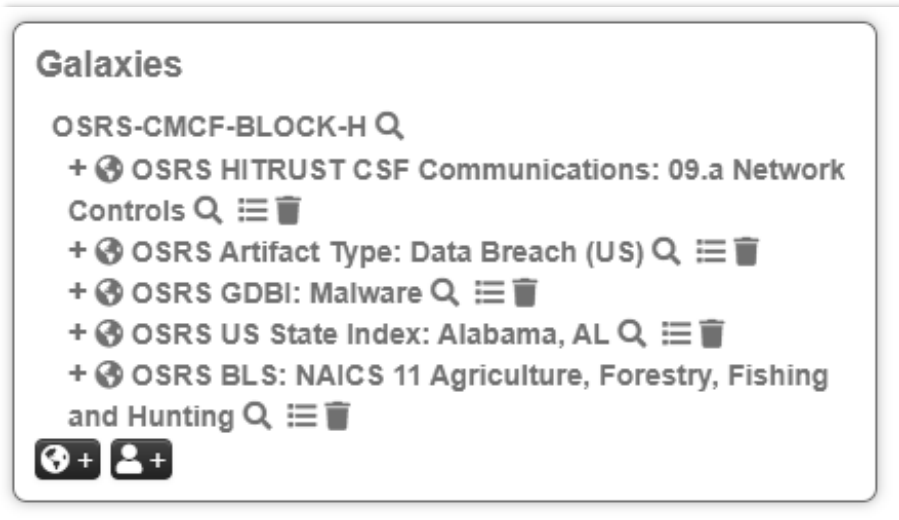 Galaxies
OSRS-CMCF-BLOCK-H
+ OSRS HITRUST CSF Communications: 09.a Network
Controls
+ OSRS Artifact Type: Data Breach (US)
+ OSRS GDBI: Malware
+ OSRS US State Index: Alabama, AL
+ OSRS BLS: NAICS 11 Agriculture, Forestry, Fishing
and Hunting
+ +